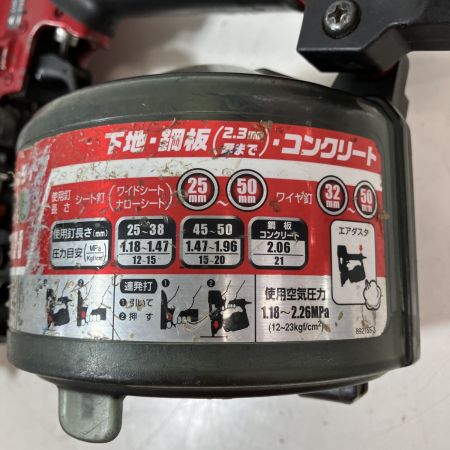 下地・鋼板(2.3mm厚まで)・コンクリート
使用釘長さ シート釘 (ワイドシート ナローシート) 25mm ～ 50mm ワイヤ釘 32mm ～ 50mm
使用釘長さ(mm) 25～38 45～50 鋼板 コンクリート
圧力目安 MPa 1.18-1.47 1.47-1.96 2.06
Kgf/cm² 12-15 15-20 21
エアダスタ
連発打
①引いて
②押す
使用空気圧力
1.18～2.26MPa
(12～23kgf/cm²)